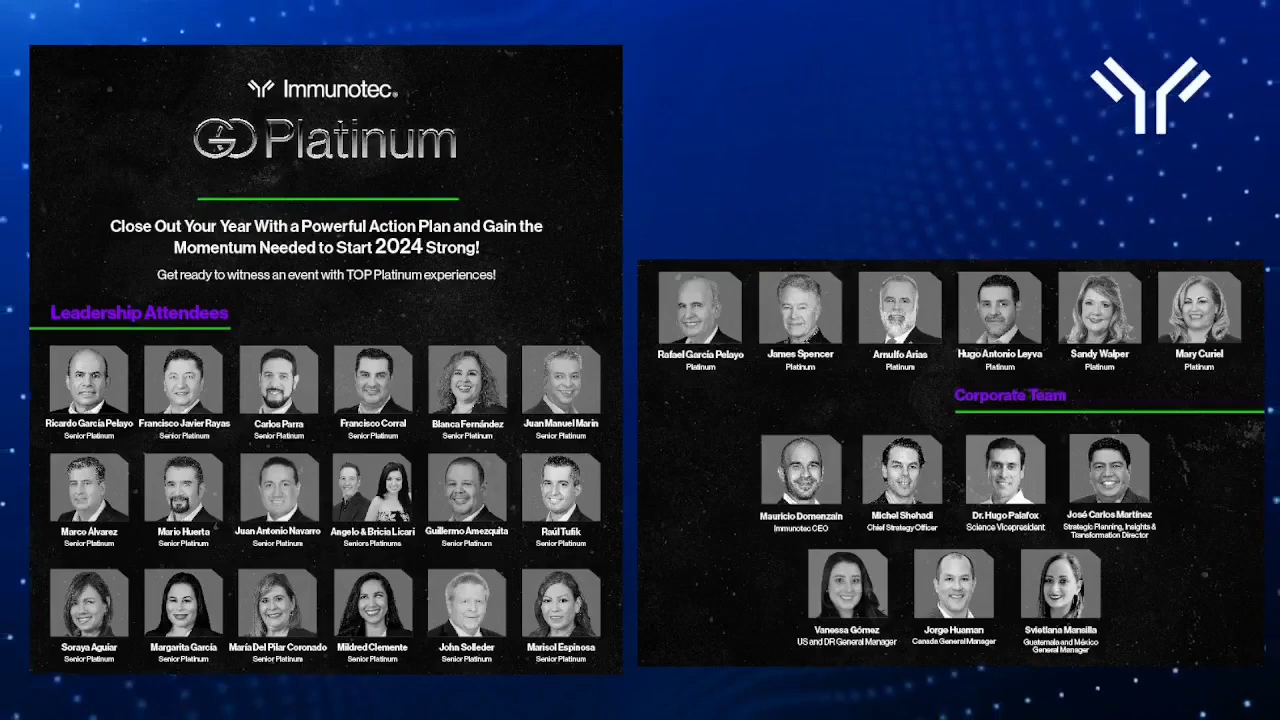 Immunotec®
GO Platinum
Close Out Your Year With a Powerful Action Plan and Gain the
Momentum Needed to Start 2024 Strong!
Get ready to witness an event with TOP Platinum experiences!
Leadership Attendees
Ricardo García Pelayo Francisco Javier Rayas Carlos Parra Francisco Corral Blanca Fernández Juan Manuel Marin
Senior Platinum Senior Platinum Senior Platinum Senior Platinum Senior Platinum Senior Platinum
Marco Álvarez Mario Huerta Juan Antonio Navarro Angelo & Bricia Licari Guillermo Amezquita Raúl Tufik
Senior Platinum Senior Platinum Senior Platinum Seniors Platinums Senior Platinum Senior Platinum
Soraya Aguiar Margarita García María Del Pilar Coronado Mildred Clemente John Solleder Marisol Espinosa
Senior Platinum Senior Platinum Senior Platinum Senior Platinum Senior Platinum Senior Platinum
Rafael García Pelayo James Spencer Arnulfo Arias Hugo Antonio Leyva Sandy Walper Mary Curiel
Platinum Platinum Platinum Platinum Platinum Platinum
Corporate Team
Mauricio Domenzain Michel Shehadi Dr. Hugo Palafox José Carlos Martínez
Immunotec CEO Chief Strategy Officer Science Vicepresident Strategic Planning, Insights &
Transformation Director
Vanessa Gómez Jorge Huaman Svietlana Mansilla
US and DR General Manager Canada General Manager Guatemala and México
General Manager